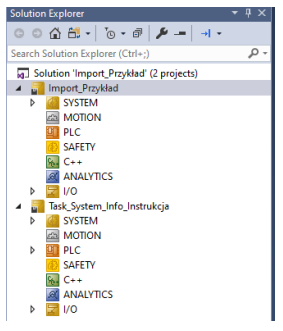 Solution Explorer
Search Solution Explorer (Ctrl+;)
Solution 'Import_Przykład' (2 projects)
Import_Przykład
SYSTEM
MOTION
PLC
SAFETY
C++
ANALYTICS
I/O
Task_System_Info_Instrukcja
SYSTEM
MOTION
PLC
SAFETY
C++
ANALYTICS
I/O